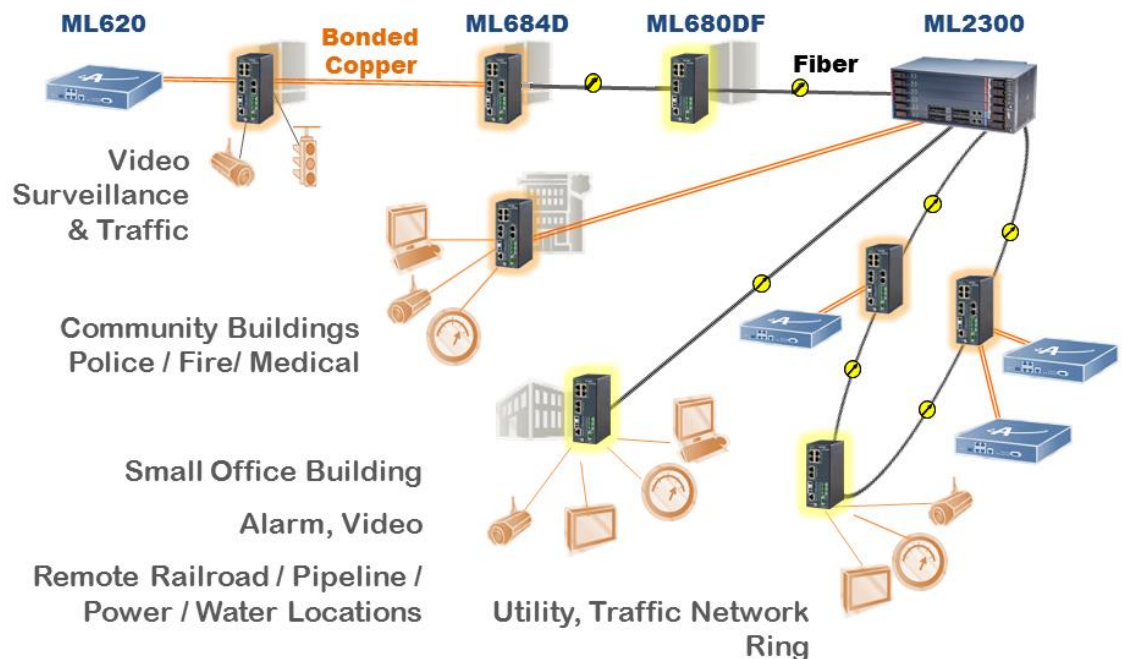 ML620
ML684D
ML680DF
ML2300
Bonded
Copper
Fiber
Video
Surveillance
& Traffic
Community Buildings
Police / Fire/ Medical
Small Office Building
Alarm, Video
Remote Railroad / Pipeline /
Power / Water Locations
Utility, Traffic Network
Ring